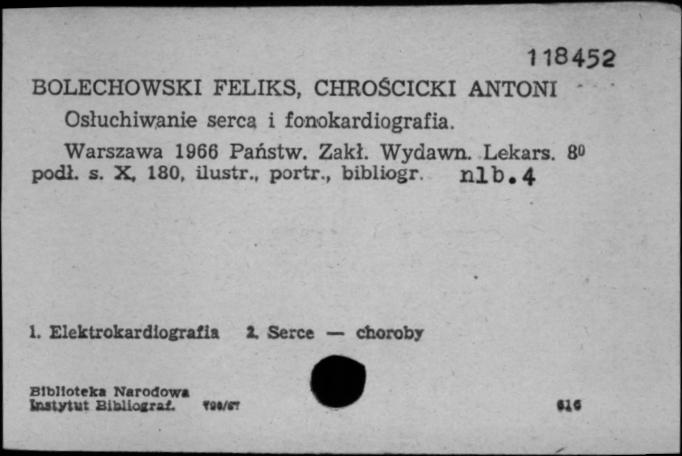 118452
BOLECHOWSKI FELIKS, CHROŚCICKI ANTONI
Osłuchiwanie serca i fonokardiografia.
Warszawa 1966 Państw. Zakł. Wydawn. Lekars. 8⁰
podł. s. X, 180, ilustr., portr., bibliogr. nlb.4
1. Elektrokardiografia 2. Serce — choroby
Biblioteka Narodowa
Instytut Bibliograf.
616